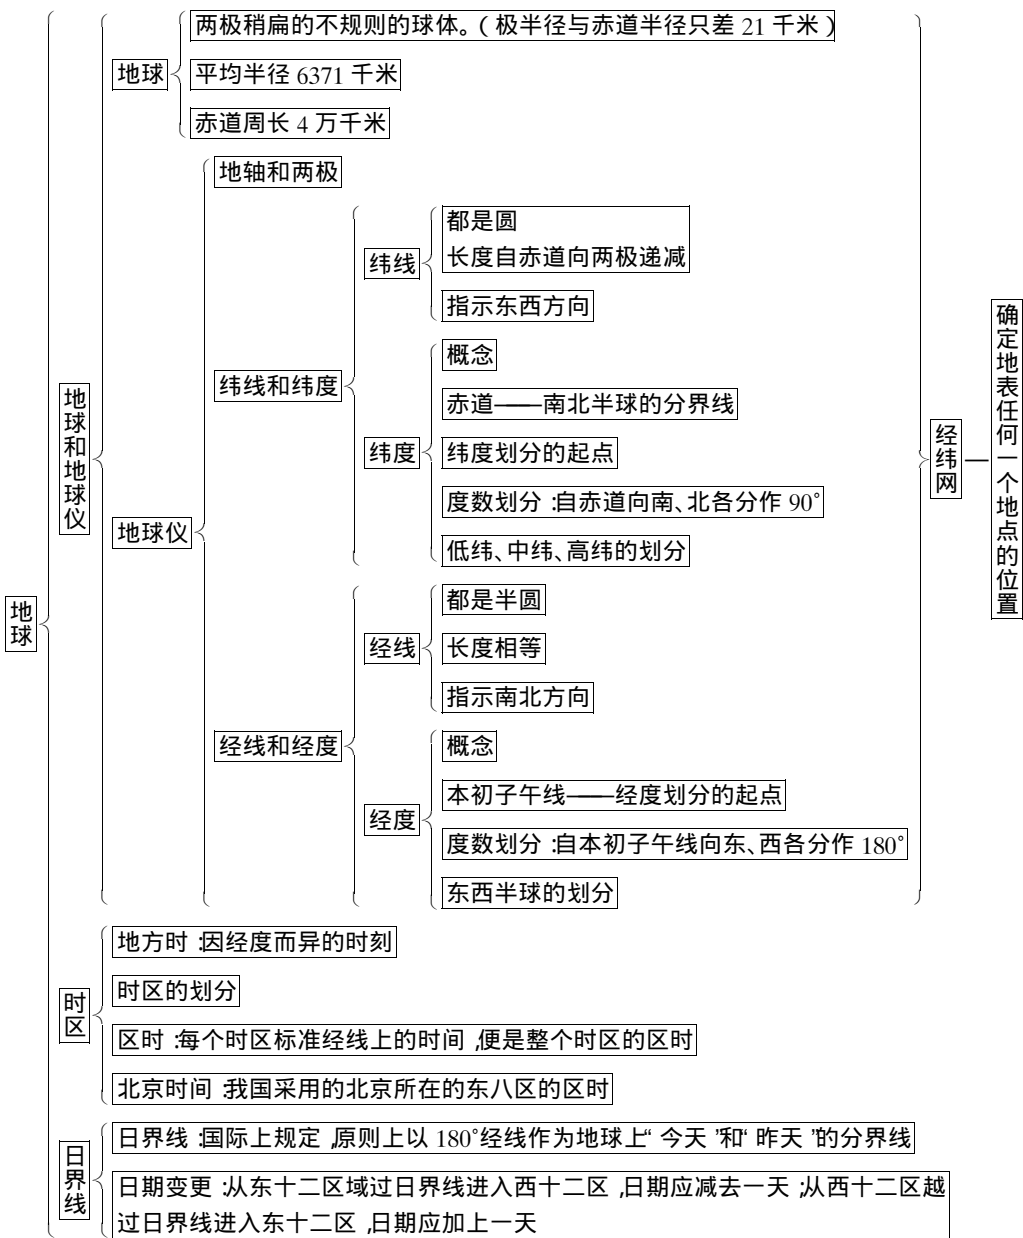 地球
地球和地球仪
地球
两极稍扁的不规则的球体。(极半径与赤道半径只差 21 千米)
平均半径 6371 千米
赤道周长 4 万千米
地球仪
地轴和两极
纬线和纬度
纬线
都是圆
长度自赤道向两极递减
指示东西方向
纬度
概念
赤道——南北半球的分界线
纬度划分的起点
度数划分:自赤道向南、北各分作 90°
低纬、中纬、高纬的划分
经线和经度
经线
都是半圆
长度相等
指示南北方向
经度
概念
本初子午线——经度划分的起点
度数划分:自本初子午线向东、西各分作 180°
东西半球的划分
经纬网
确定地表任何一个地点的位置
时区
地方时:因经度而异的时刻
时区的划分
区时:每个时区标准经线上的时间,便是整个时区的区时
北京时间:我国采用的北京所在的东八区的区时
日界线
日界线:国际上规定,原则上以 180°经线作为地球上“今天”和“昨天”的分界线
日期变更:从东十二区域过日界线进入西十二区,日期应减去一天;从西十二区越
过日界线进入东十二区,日期应加上一天